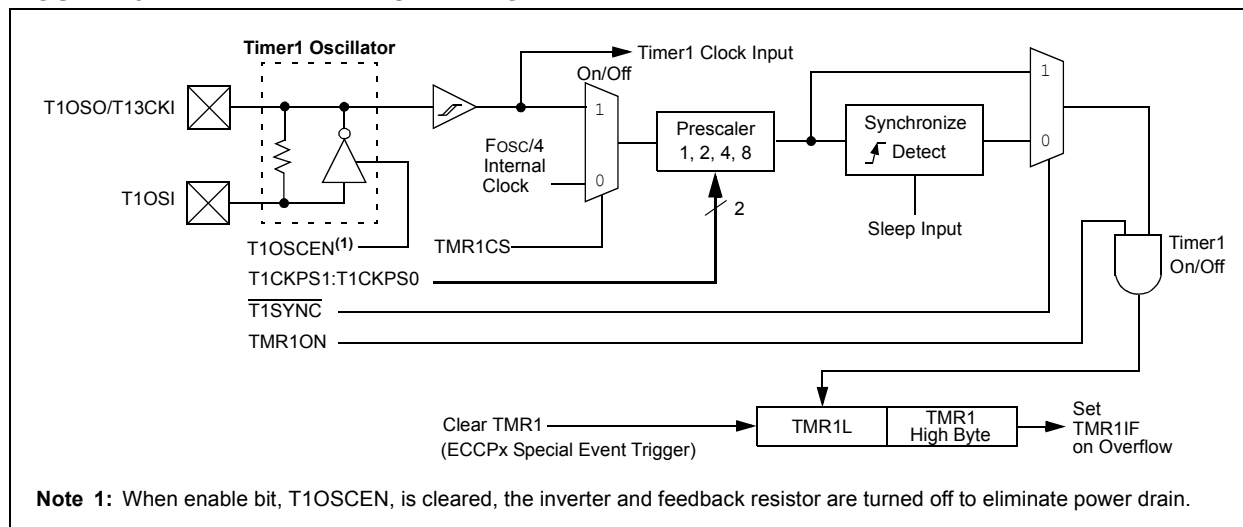 Timer1 Oscillator
Timer1 Clock Input
On/Off
T1OSO/T13CKI
1
1
Prescaler
1, 2, 4, 8
Synchronize
Detect
FOSC/4
Internal
Clock
0
0
T1OSI
2
Sleep Input
T1OSCEN(1)
TMR1CS
Timer1
On/Off
T1CKPS1:T1CKPS0
T1SYNC
TMR1ON
Clear TMR1
(ECCPx Special Event Trigger)
TMR1L
TMR1
High Byte
Set
TMR1IF
on Overflow
Note 1: When enable bit, T1OSCEN, is cleared, the inverter and feedback resistor are turned off to eliminate power drain.